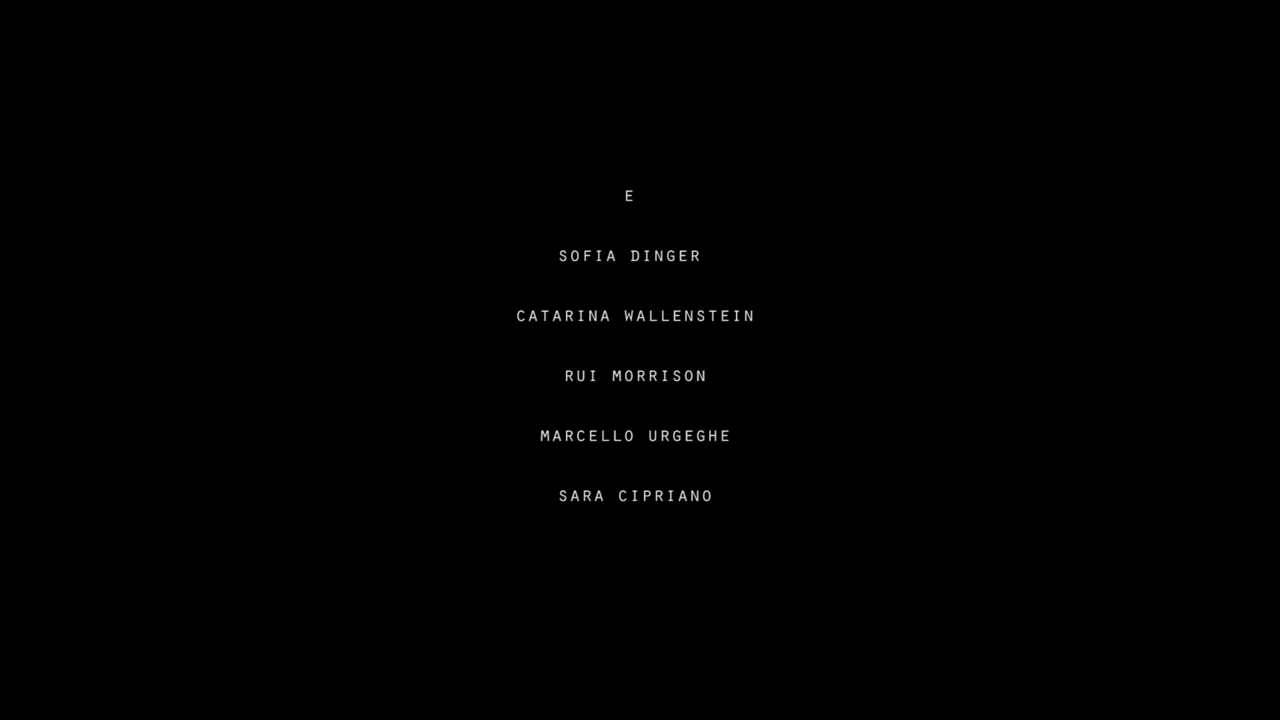 E
SOFIA DINGER
CATARINA WALLENSTEIN
RUI MORRISON
MARCELLO URGEGHE
SARA CIPRIANO